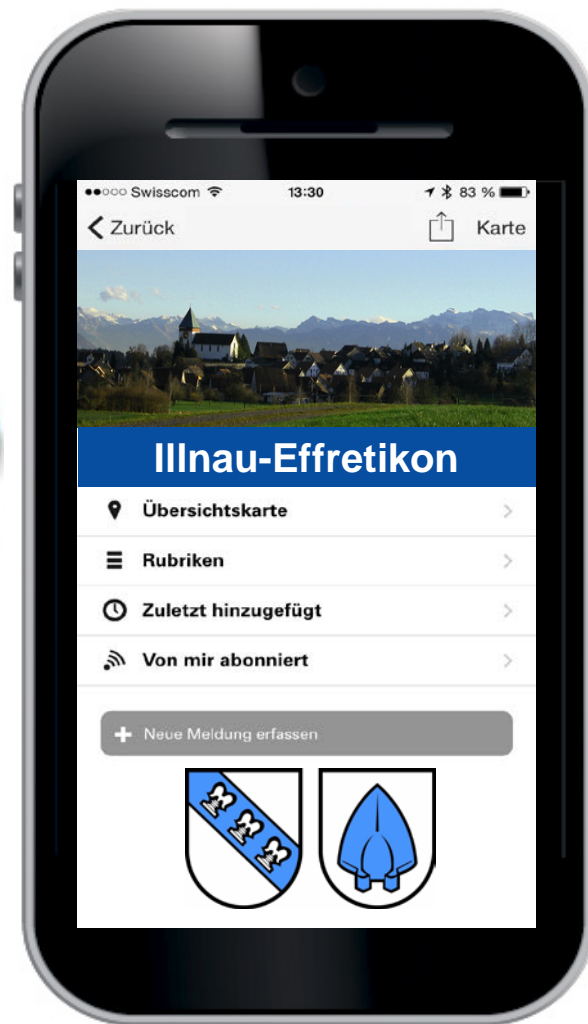 Swisscom 13:30 83 %
Zurück Karte
Illnau-Effretikon
Übersichtskarte
Rubriken
Zuletzt hinzugefügt
Von mir abonniert
Neue Meldung erfassen